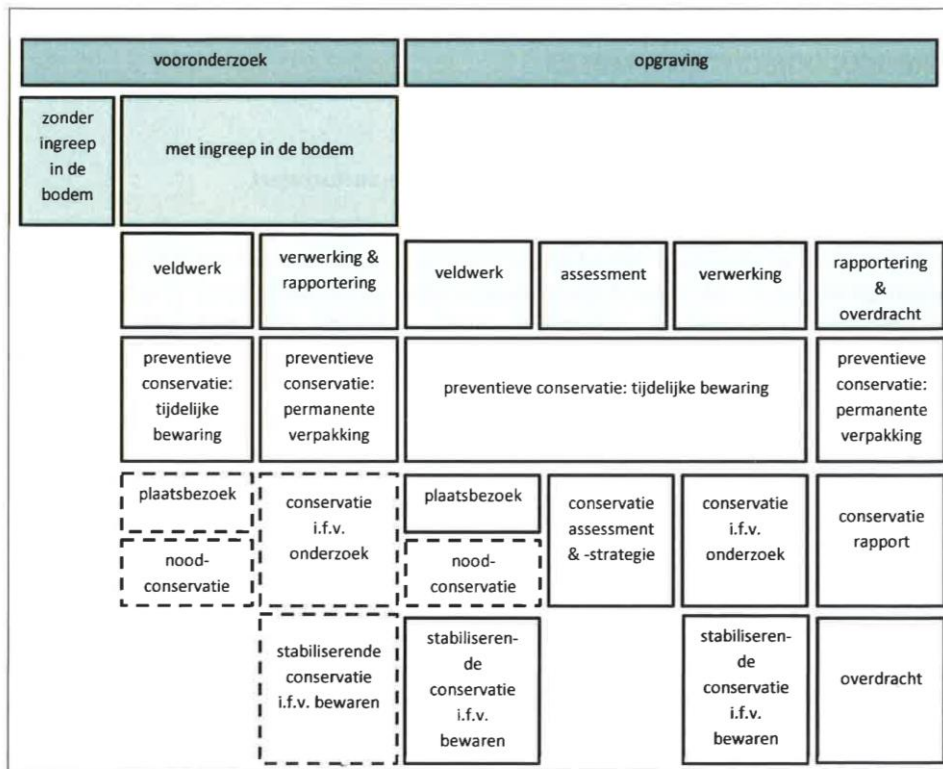 vooronderzoek
opgraving
zonder
ingreep
in de
bodem
met ingreep in de bodem
veldwerk
verwerking &
rapportering
veldwerk
assessment
verwerking
rapportering
&
overdracht
preventieve
conservatie:
tijdelijke
bewaring
preventieve
conservatie:
permanente
verpakking
preventieve conservatie: tijdelijke bewaring
preventieve
conservatie:
permanente
verpakking
plaatsbezoek
nood-
conservatie
conservatie
i.f.v.
onderzoek
plaatsbezoek
nood-
conservatie
conservatie
assessment
& -strategie
conservatie
i.f.v.
onderzoek
conservatie
rapport
stabiliserende
conservatie
i.f.v. bewaren
stabiliseren-
de
conservatie
i.f.v.
bewaren
stabiliseren-
de
conservatie
i.f.v.
bewaren
overdracht